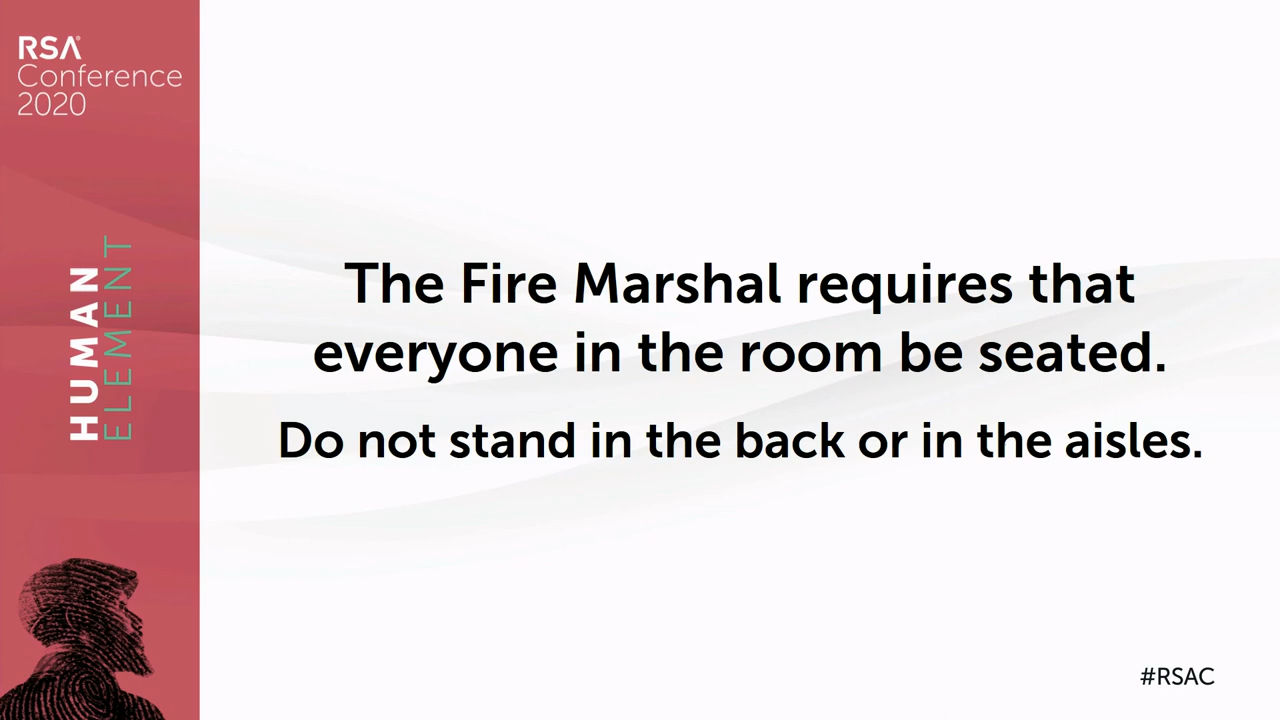 RSA
Conference
2020
HUMAN
ELEMENT
The Fire Marshal requires that
everyone in the room be seated.
Do not stand in the back or in the aisles.
#RSAC